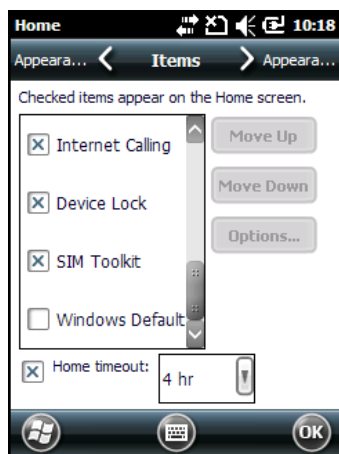 Home 10:18
Appeara... Items Appeara...
Checked items appear on the Home screen.
Internet Calling
Move Up
Device Lock
Move Down
Options...
SIM Toolkit
Windows Default
Home timeout:
4 hr
OK